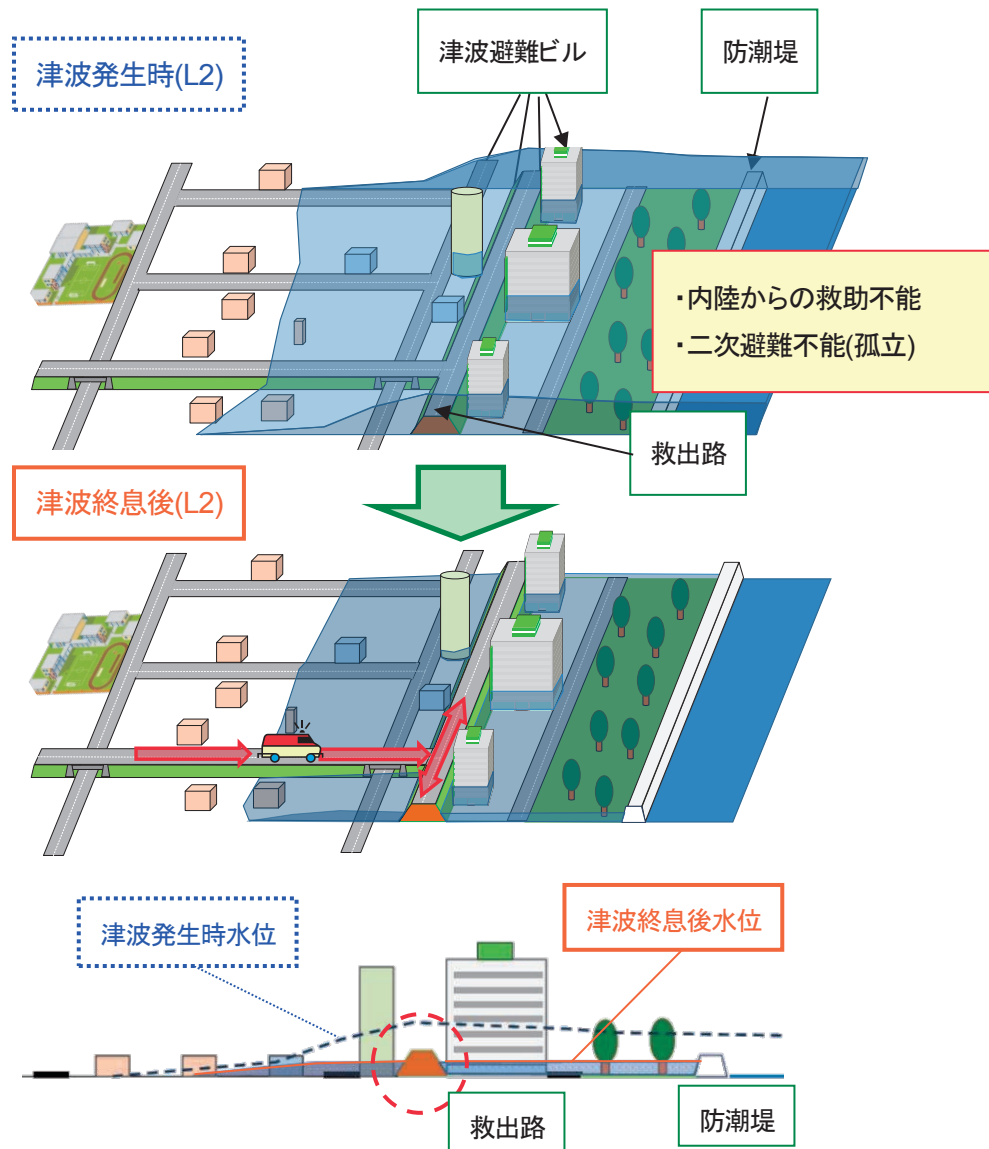 津波避難ビル
防潮堤
津波発生時(L2)
・内陸からの救助不能
・二次避難不能(孤立)
救出路
津波終息後(L2)
津波発生時水位
津波終息後水位
救出路
防潮堤